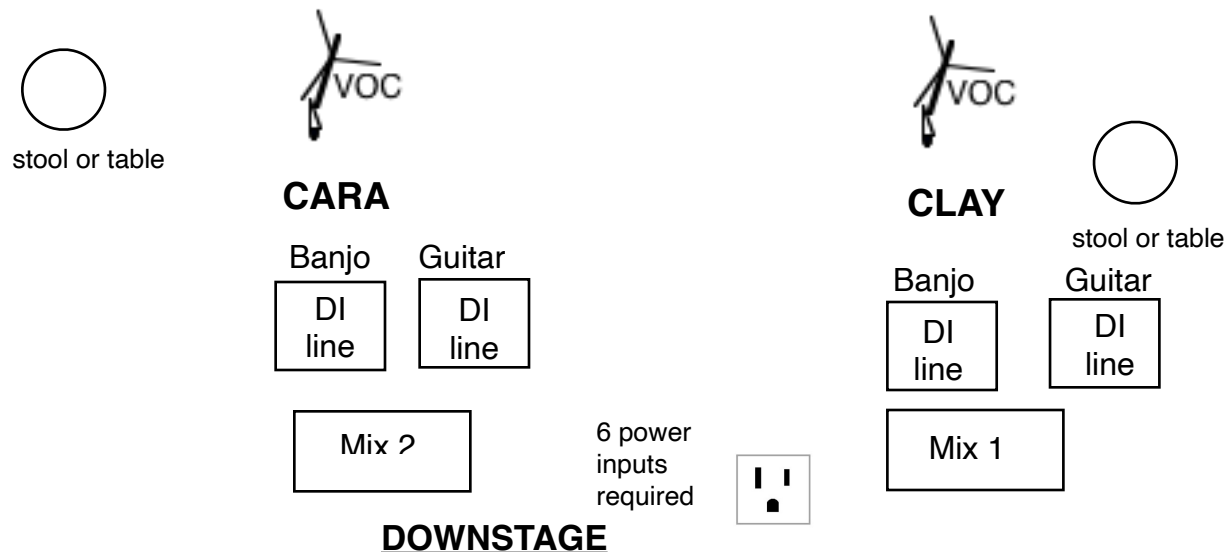 VOC
VOC
stool or table
CARA
CLAY
stool or table
Banjo Guitar
Banjo Guitar
DI
line
DI
line
DI
line
DI
line
Mix 2
6 power
inputs
required
Mix 1
DOWNSTAGE